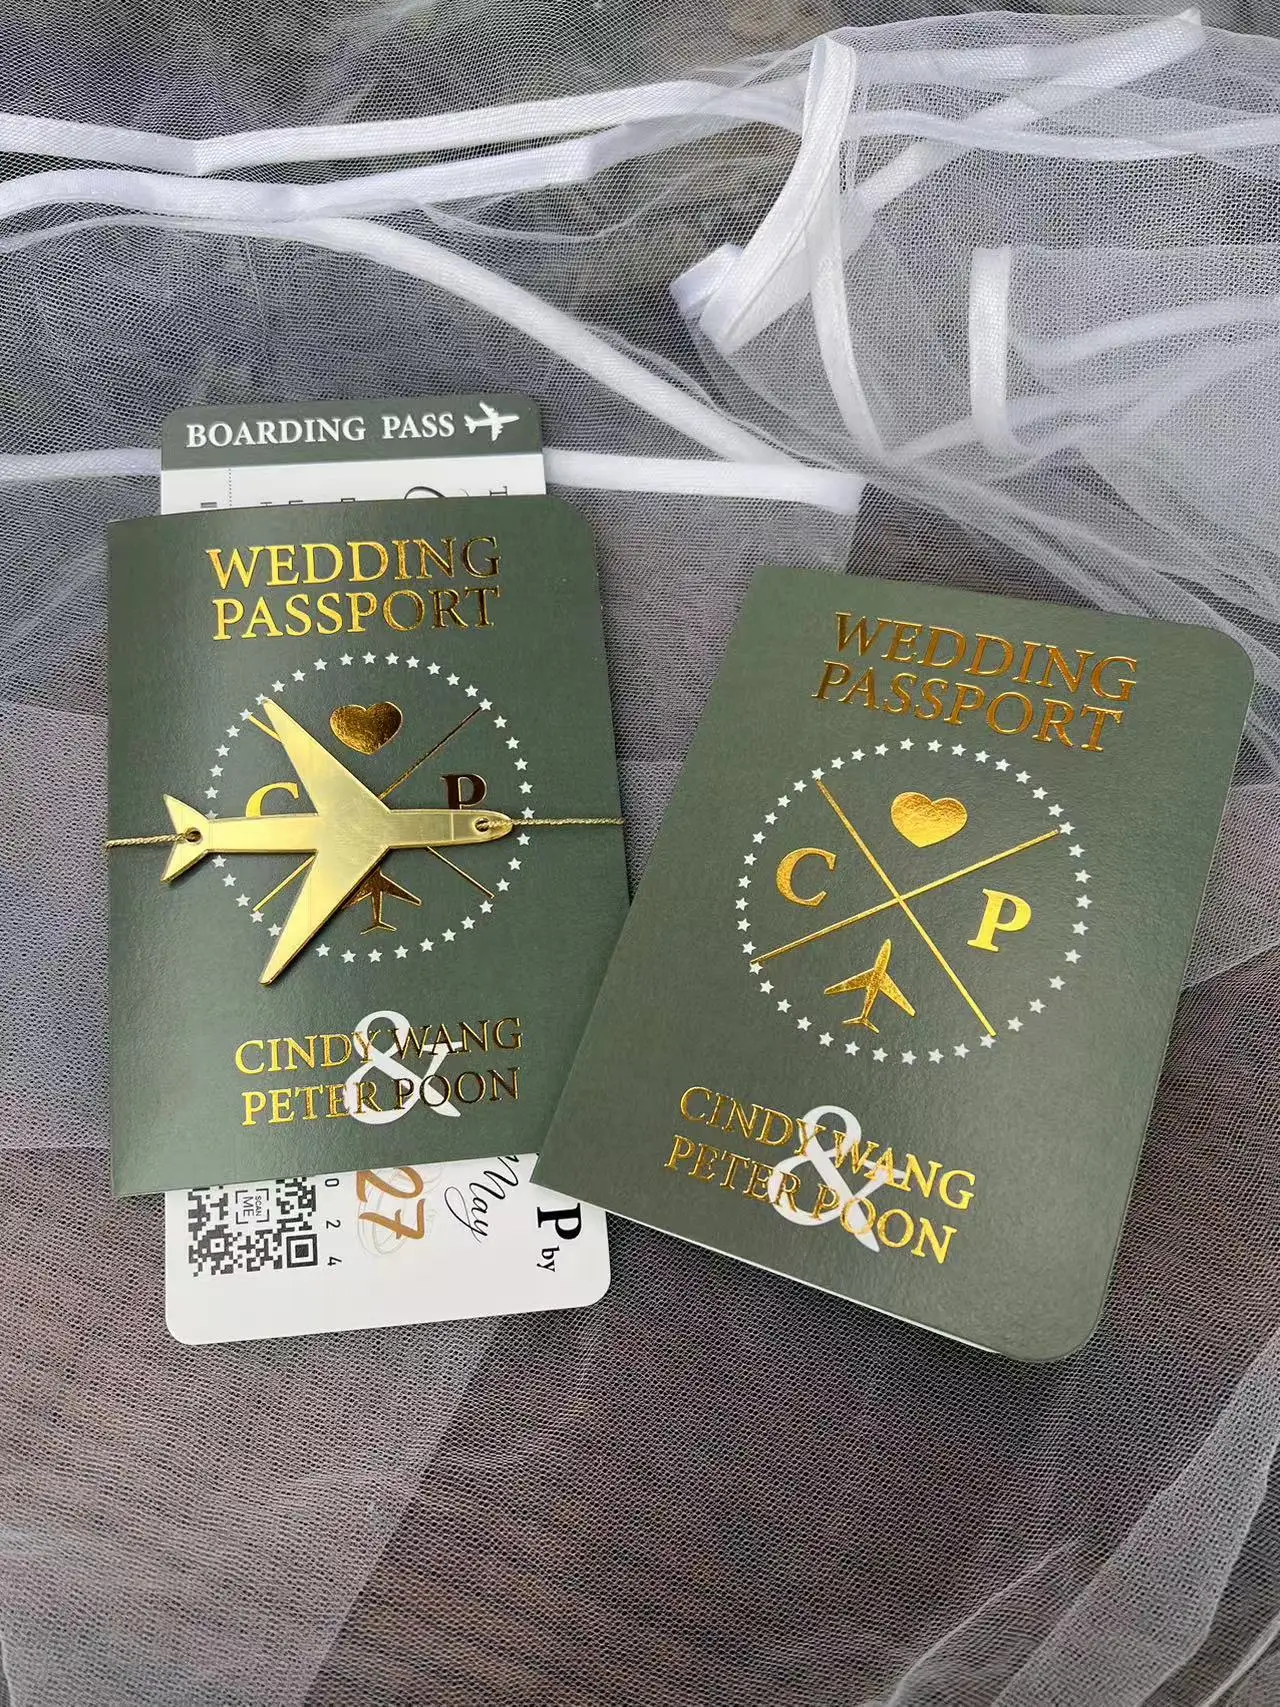 BOARDING PASS
WEDDING
PASSPORT
C P
CINDY WANG
&
PETER POON
SCAN
ME
024
27
May
P
by
WEDDING
PASSPORT
C P
CINDY WANG
&
PETER POON